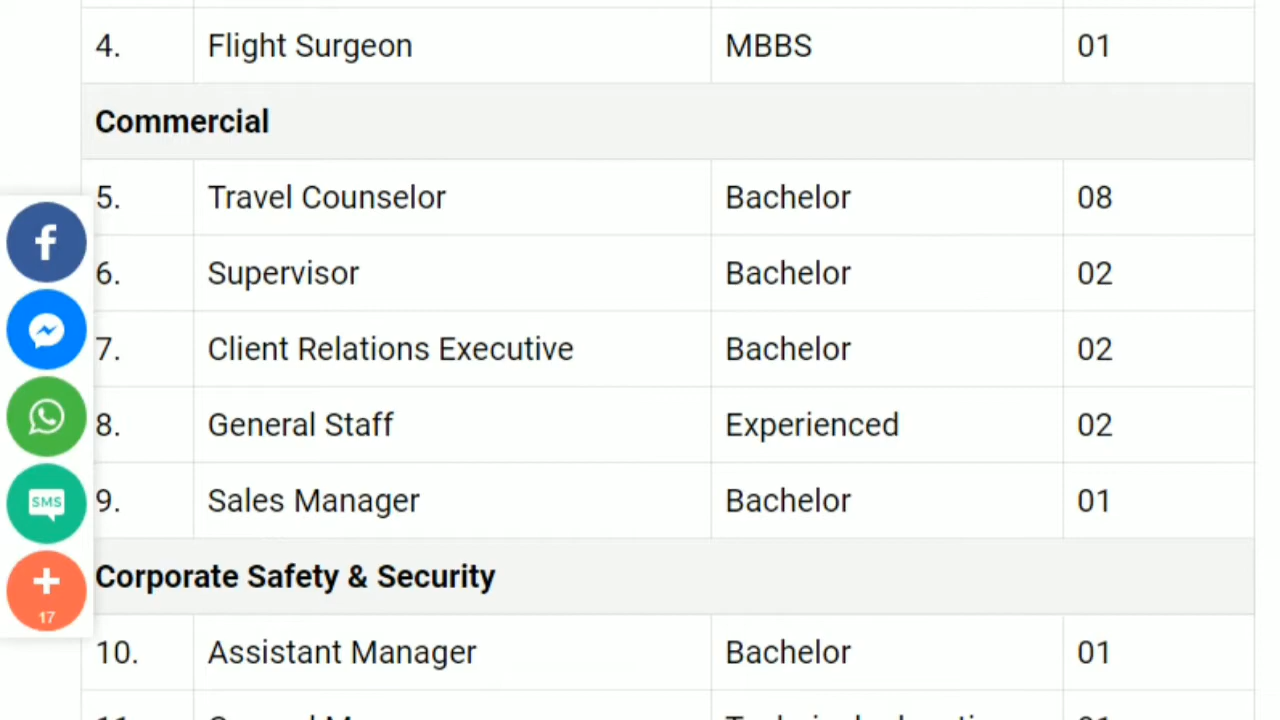 4. Flight Surgeon MBBS 01
Commercial
5. Travel Counselor Bachelor 08
6. Supervisor Bachelor 02
7. Client Relations Executive Bachelor 02
8. General Staff Experienced 02
SMS
9. Sales Manager Bachelor 01
Corporate Safety & Security
17
10. Assistant Manager Bachelor 01